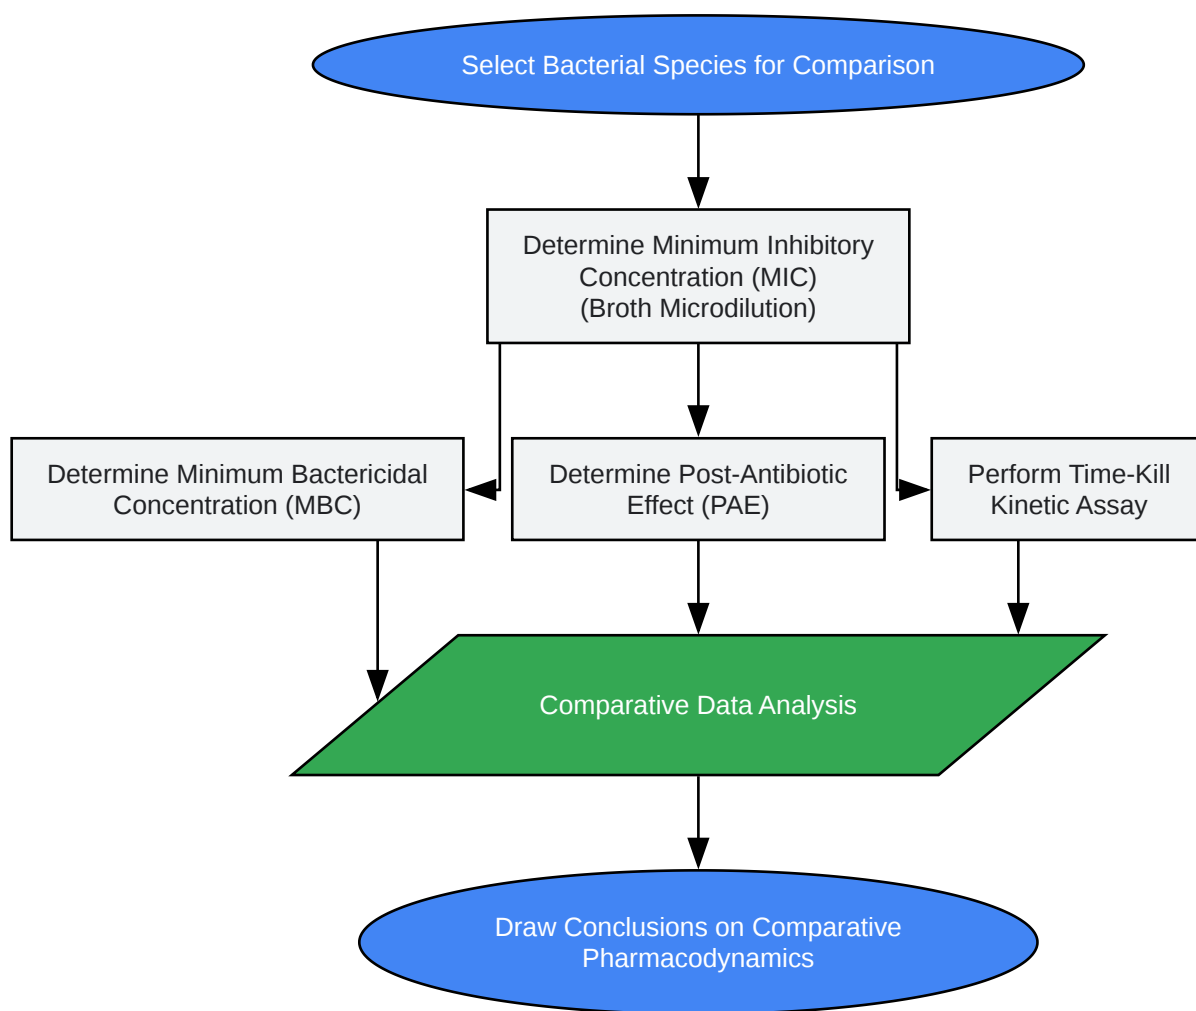 Select Bacterial Species for Comparison
Determine Minimum Inhibitory
Concentration (MIC)
(Broth Microdilution)
Determine Minimum Bactericidal
Concentration (MBC)
Determine Post-Antibiotic
Effect (PAE)
Perform Time-Kill
Kinetic Assay
Comparative Data Analysis
Draw Conclusions on Comparative
Pharmacodynamics